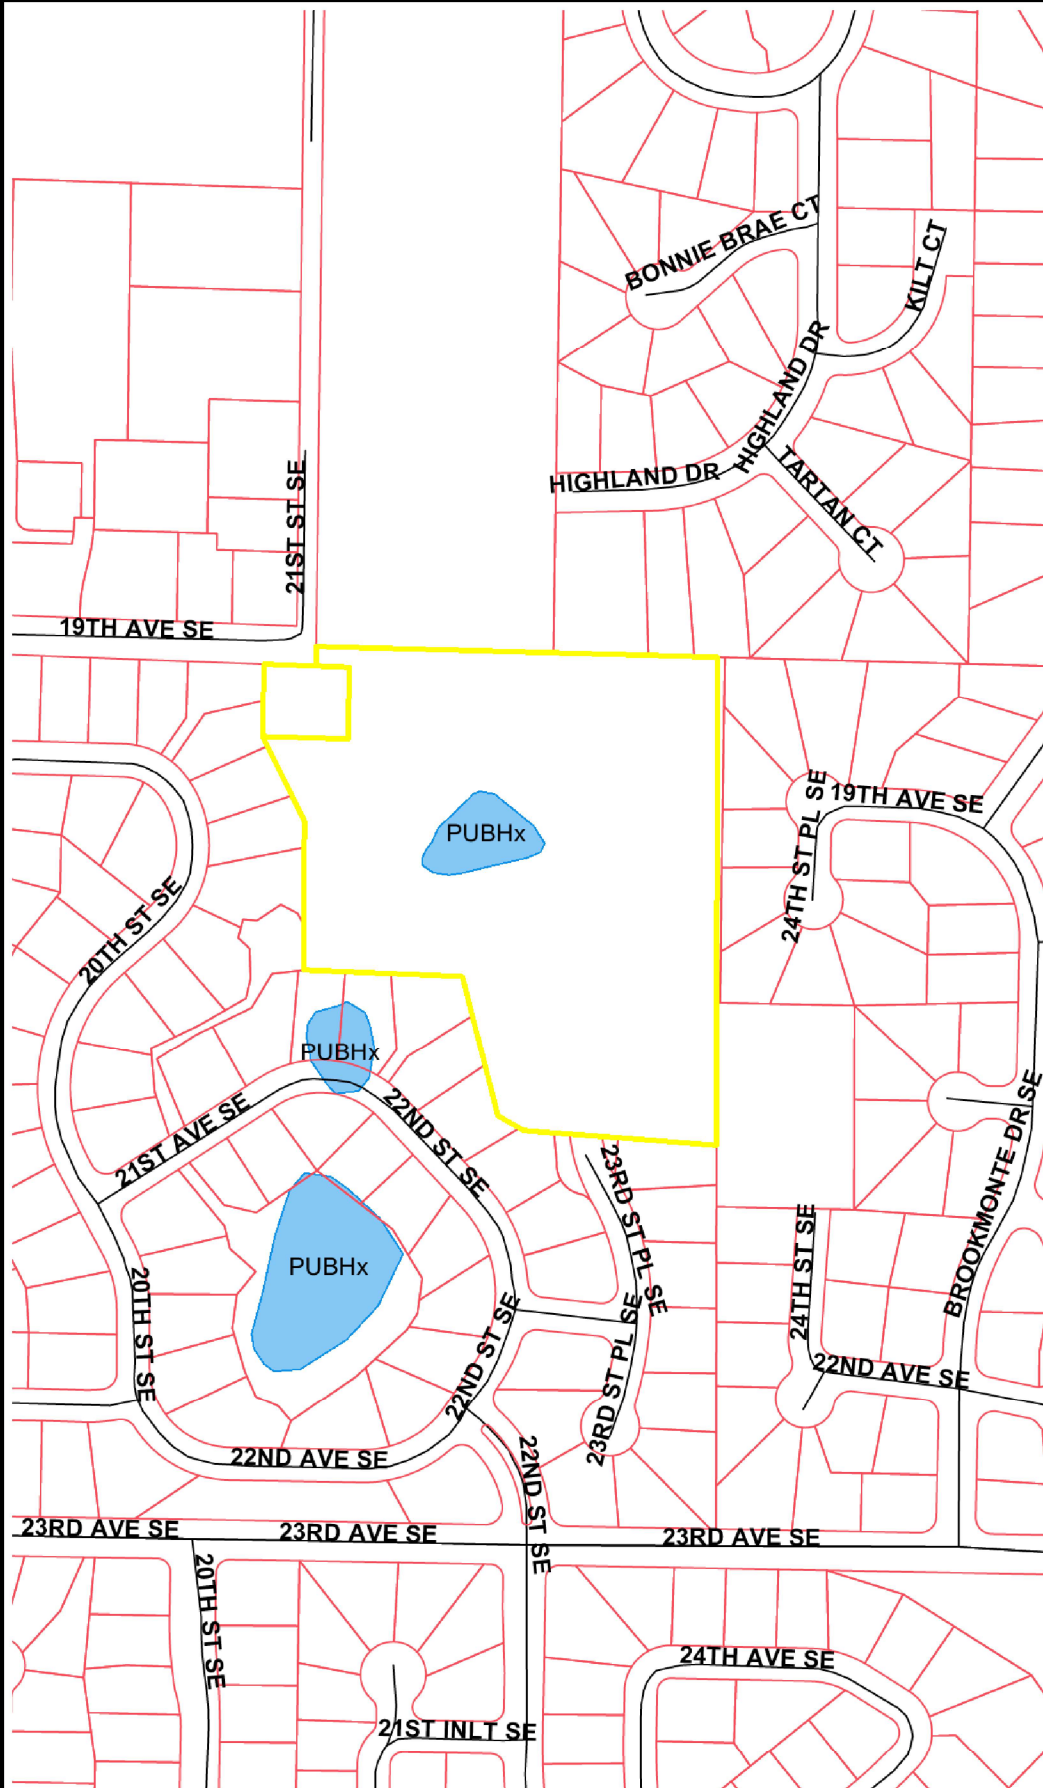 BONNIE BRAE CT
KILT CT
HIGHLAND DR
HIGHLAND DR
TARTAN CT
21ST ST SE
19TH AVE SE
24TH ST PL SE
19TH AVE SE
PUBHx
20TH ST SE
PUBHx
21ST AVE SE
22ND ST SE
BROOKMONTE DR SE
23RD ST PL SE
PUBHx
24TH ST SE
20TH ST SE
22ND ST SE
23RD ST PL SE
22ND AVE SE
22ND AVE SE
22ND ST SE
23RD AVE SE
23RD AVE SE
23RD AVE SE
20TH ST SE
24TH AVE SE
21ST INLT SE